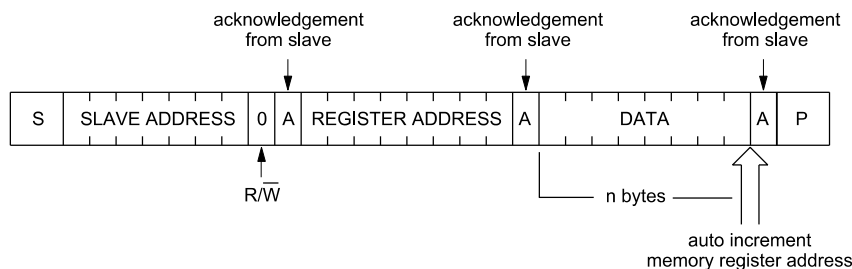 acknowledgement
from slave
acknowledgement
from slave
acknowledgement
from slave
S SLAVE ADDRESS 0 A REGISTER ADDRESS A DATA A P
R/W̅
n bytes
auto increment
memory register address